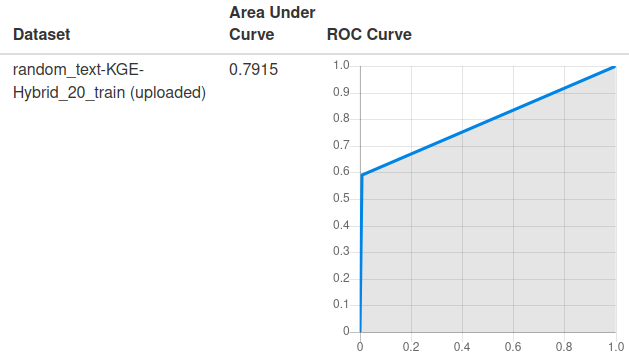 Dataset
Area Under
Curve
ROC Curve
random_text-KGE-
Hybrid_20_train (uploaded)
0.7915
1.0
0.9
0.8
0.7
0.6
0.5
0.4
0.3
0.2
0.1
0
0 0.2 0.4 0.6 0.8 1.0